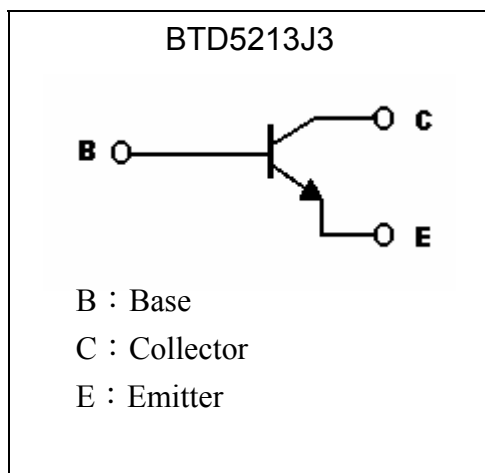 BTD5213J3
C
B
E
B：Base
C：Collector
E：Emitter